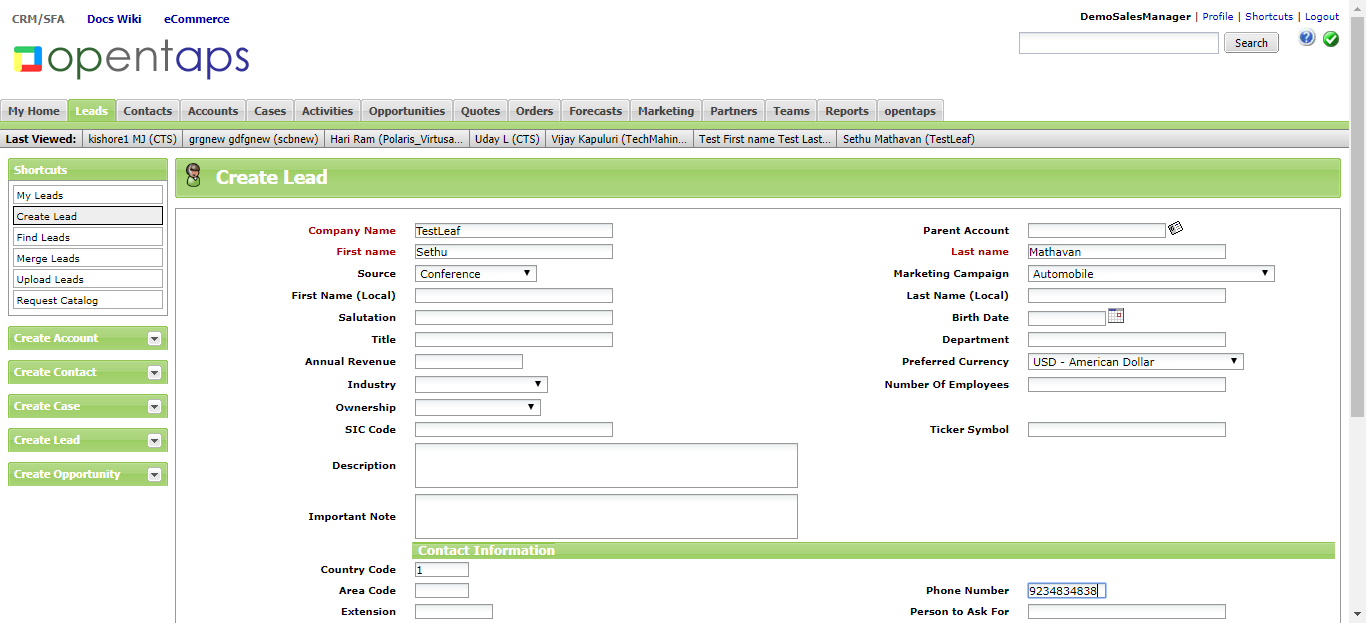 CRM/SFA Docs Wiki eCommerce
DemoSalesManager | Profile | Shortcuts | Logout
opentaps
Search
?
My Home Leads Contacts Accounts Cases Activities Opportunities Quotes Orders Forecasts Marketing Partners Teams Reports opentaps
Last Viewed: kishore1 MJ (CTS) grgnew gdfgnew (scbnew) Hari Ram (Polaris_Virtusa... Uday L (CTS) Vijay Kapuluri (TechMahin... Test First name Test Last... Sethu Mathavan (TestLeaf)
Shortcuts
My Leads
Create Lead
Find Leads
Merge Leads
Upload Leads
Request Catalog
Create Account
Create Contact
Create Case
Create Lead
Create Opportunity
Create Lead
Company Name TestLeaf Parent Account
First name Sethu Last name Mathavan
Source Conference Marketing Campaign Automobile
First Name (Local) Last Name (Local)
Salutation Birth Date
Title Department
Annual Revenue Preferred Currency USD - American Dollar
Industry Number Of Employees
Ownership
SIC Code Ticker Symbol
Description
Important Note
Contact Information
Country Code 1
Area Code Phone Number 9234834838
Extension Person to Ask For